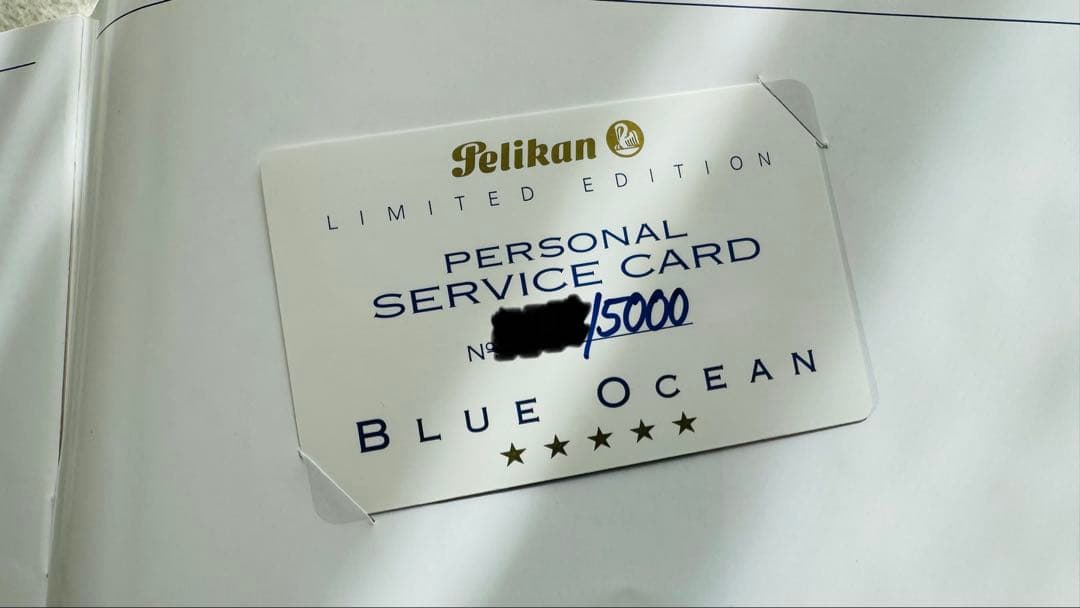 Pelikan
LIMITED EDITION
PERSONAL
SERVICE CARD
Nº /5000
BLUE OCEAN